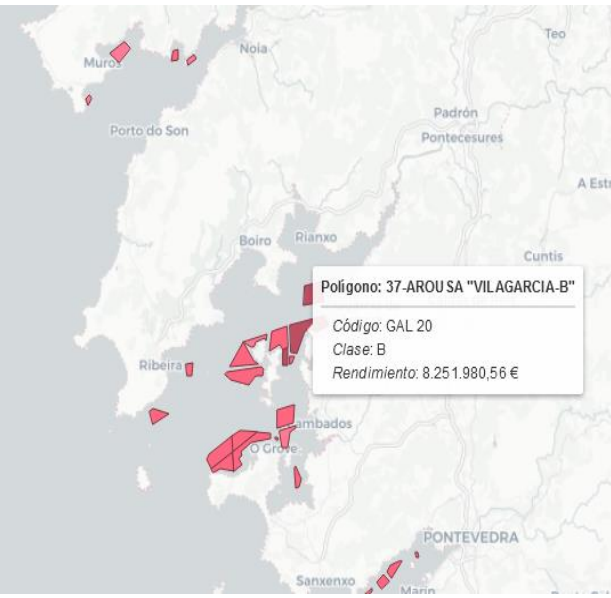 Teo
Noia
Muros
Padrón
Porto do Son
Pontecesures
A Estr
Boiro
Rianxo
Cuntis
Polígono: 37-AROUSA "VILAGARCIA-B"
Código: GAL 20
Clase: B
Rendimiento: 8.251.980,56 €
Ribeira
ambados
O Grove
PONTEVEDRA
Sanxenxo
Marín